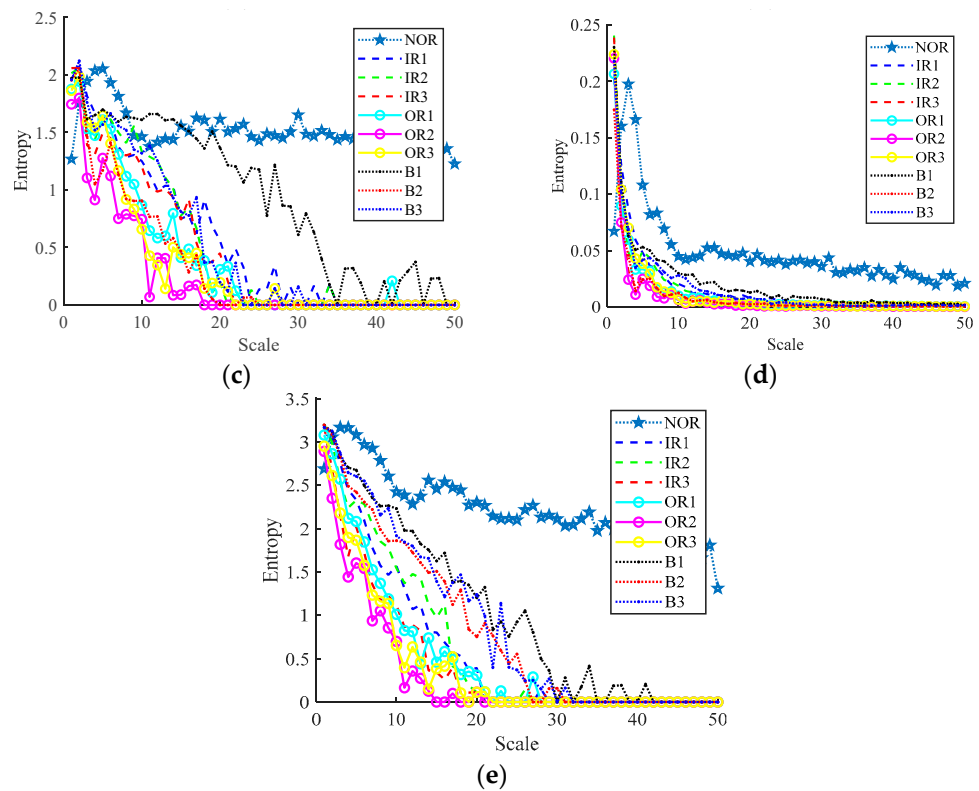 2.5
2
1.5
1
0.5
0
0
10
20
30
40
50
Entropy
Scale
NOR
IR1
IR2
IR3
OR1
OR2
OR3
B1
B2
B3
(c)
0.25
0.2
0.15
0.1
0.05
0
0
10
20
30
40
50
Entropy
Scale
NOR
IR1
IR2
IR3
OR1
OR2
OR3
B1
B2
B3
(d)
3.5
3
2.5
2
1.5
1
0.5
0
0
10
20
30
40
50
Entropy
Scale
NOR
IR1
IR2
IR3
OR1
OR2
OR3
B1
B2
B3
(e)